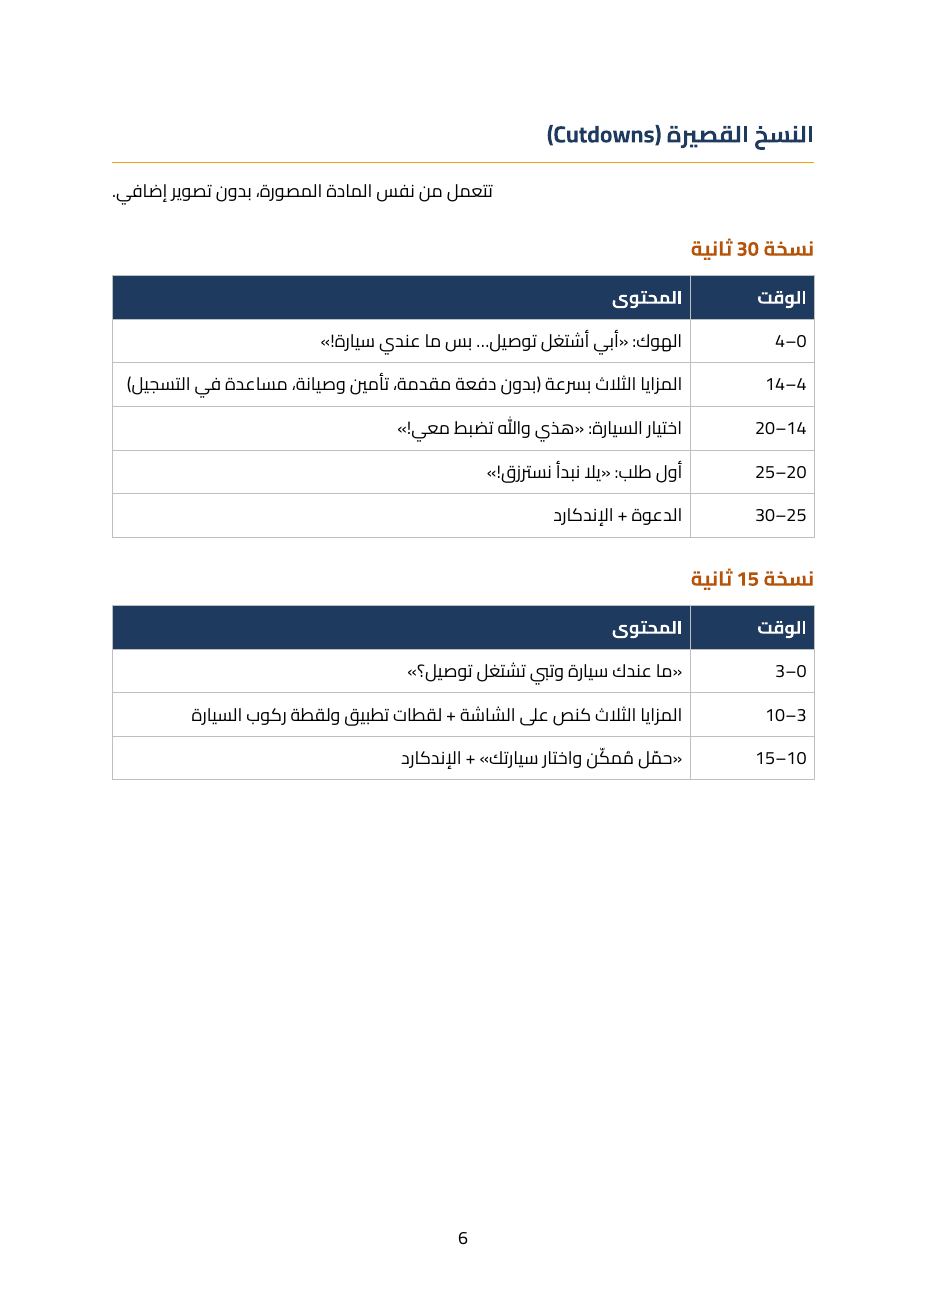 النسخ القصيرة (Cutdowns)
تتعمل من نفس المادة المصورة، بدون تصوير إضافي.
نسخة 30 ثانية
الوقت المحتوى
0–4 الهوك: «أبي أشتغل توصيل... بس ما عندي سيارة!»
4–14 المزايا الثلاث بسرعة (بدون دفعة مقدمة، تأمين وصيانة، مساعدة في التسجيل)
14–20 اختيار السيارة: «هذي والله تضبط معي!»
20–25 أول طلب: «يلا نبدأ نسترزق!»
25–30 الدعوة + الإندكارد
نسخة 15 ثانية
الوقت المحتوى
0–3 «ما عندك سيارة وتبي تشتغل توصيل؟»
3–10 المزايا الثلاث كنص على الشاشة + لقطات تطبيق ولقطة ركوب السيارة
10–15 «حمّل مُمكّن واختار سيارتك» + الإندكارد
6